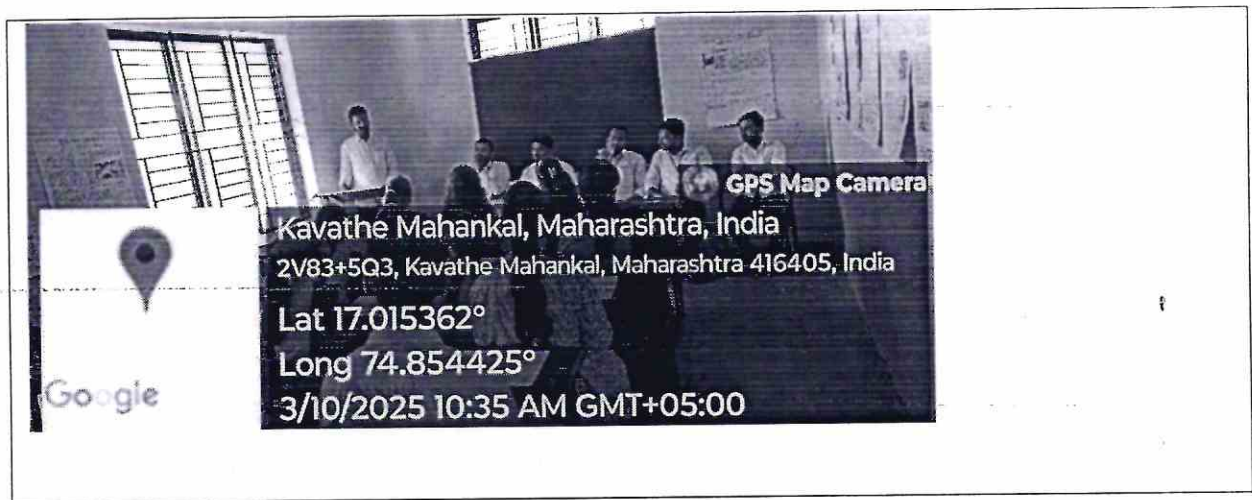 GPS Map Camera
Kavathe Mahankal, Maharashtra, India
2V83+5Q3, Kavathe Mahankal, Maharashtra 416405, India
Lat 17.015362°
Long 74.854425°
3/10/2025 10:35 AM GMT+05:00
Google